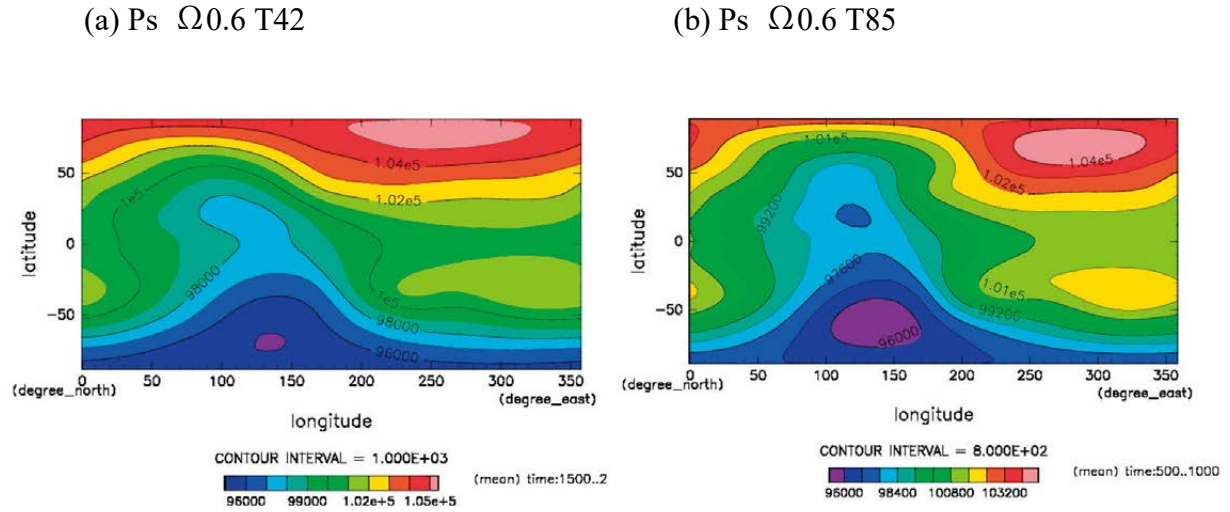 (a) Ps Ω0.6 T42
(b) Ps Ω0.6 T85
1.04e5
1.02e5
1e5
98000
1e5
98000
96000
50
0
−50
latitude
0 50 100 150 200 250 300 350
(degree_north)
(degree_east)
longitude
CONTOUR INTERVAL = 1.000E+03
96000 99000 1.02e+5 1.05e+5
(mean) time:1500..2
1.01e5
1.04e5
1.02e5
99200
97600
1.01e5
99200
96000
50
0
−50
latitude
0 50 100 150 200 250 300 350
(degree_north)
(degree_east)
longitude
CONTOUR INTERVAL = 8.000E+02
96000 98400 100800 103200
(mean) time:500..1000